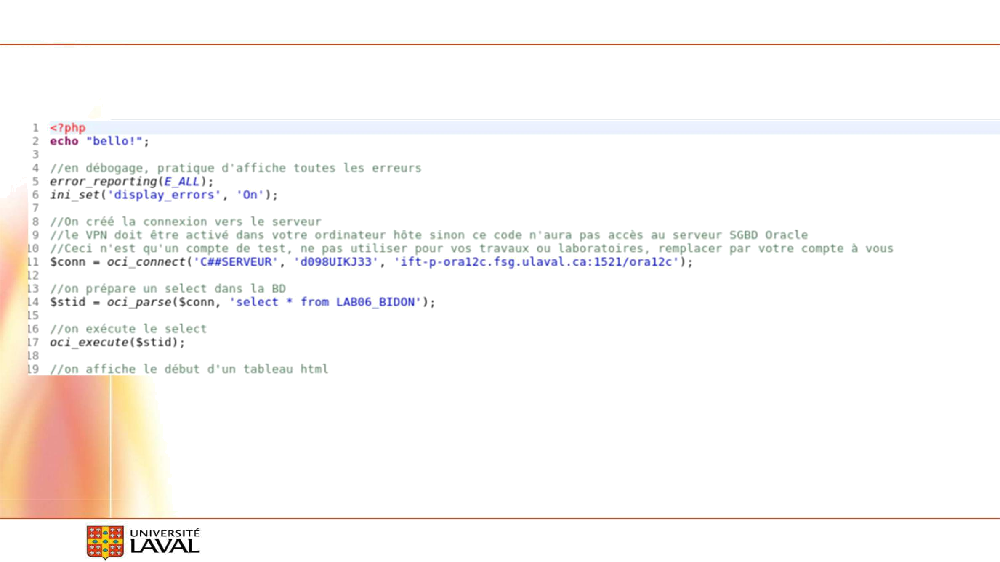 1 <?php
2 echo "bello!";
3
4 //en débogage, pratique d'affiche toutes les erreurs
5 error_reporting(E_ALL);
6 ini_set('display_errors', 'On');
7
8 //On créé la connexion vers le serveur
9 //le VPN doit être activé dans votre ordinateur hôte sinon ce code n'aura pas accès au serveur SGBD Oracle
10 //Ceci n'est qu'un compte de test, ne pas utiliser pour vos travaux ou laboratoires, remplacer par votre compte à vous
11 $conn = oci_connect('C##SERVEUR', 'd098UIKJ33', 'ift-p-ora12c.fsg.ulaval.ca:1521/ora12c');
12
13 //on prépare un select dans la BD
14 $stid = oci_parse($conn, 'select * from LAB06_BIDON');
15
16 //on exécute le select
17 oci_execute($stid);
18
19 //on affiche le début d'un tableau html
UNIVERSITÉ
LAVAL